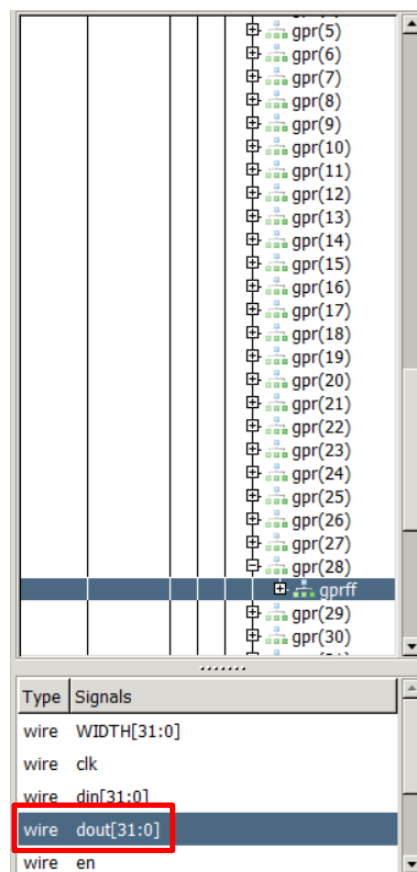 gpr(5)
gpr(6)
gpr(7)
gpr(8)
gpr(9)
gpr(10)
gpr(11)
gpr(12)
gpr(13)
gpr(14)
gpr(15)
gpr(16)
gpr(17)
gpr(18)
gpr(19)
gpr(20)
gpr(21)
gpr(22)
gpr(23)
gpr(24)
gpr(25)
gpr(26)
gpr(27)
gpr(28)
gprff
gpr(29)
gpr(30)
Type Signals
wire WIDTH[31:0]
wire clk
wire din[31:0]
wire dout[31:0]
wire en